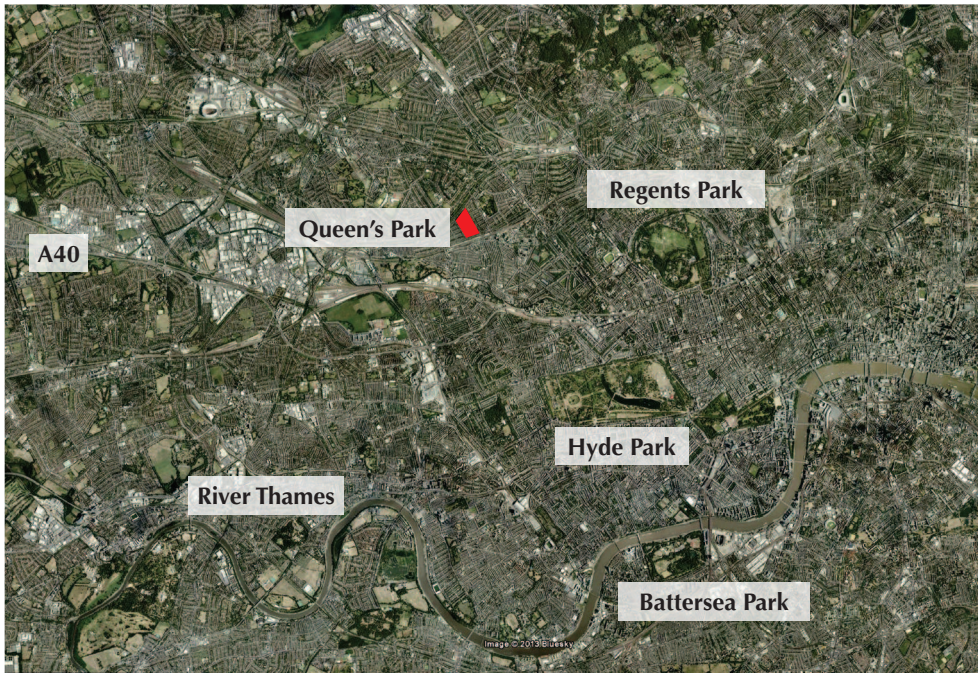 Regents Park
Queen's Park
A40
Hyde Park
River Thames
Battersea Park
Image © 2013 Bluesky